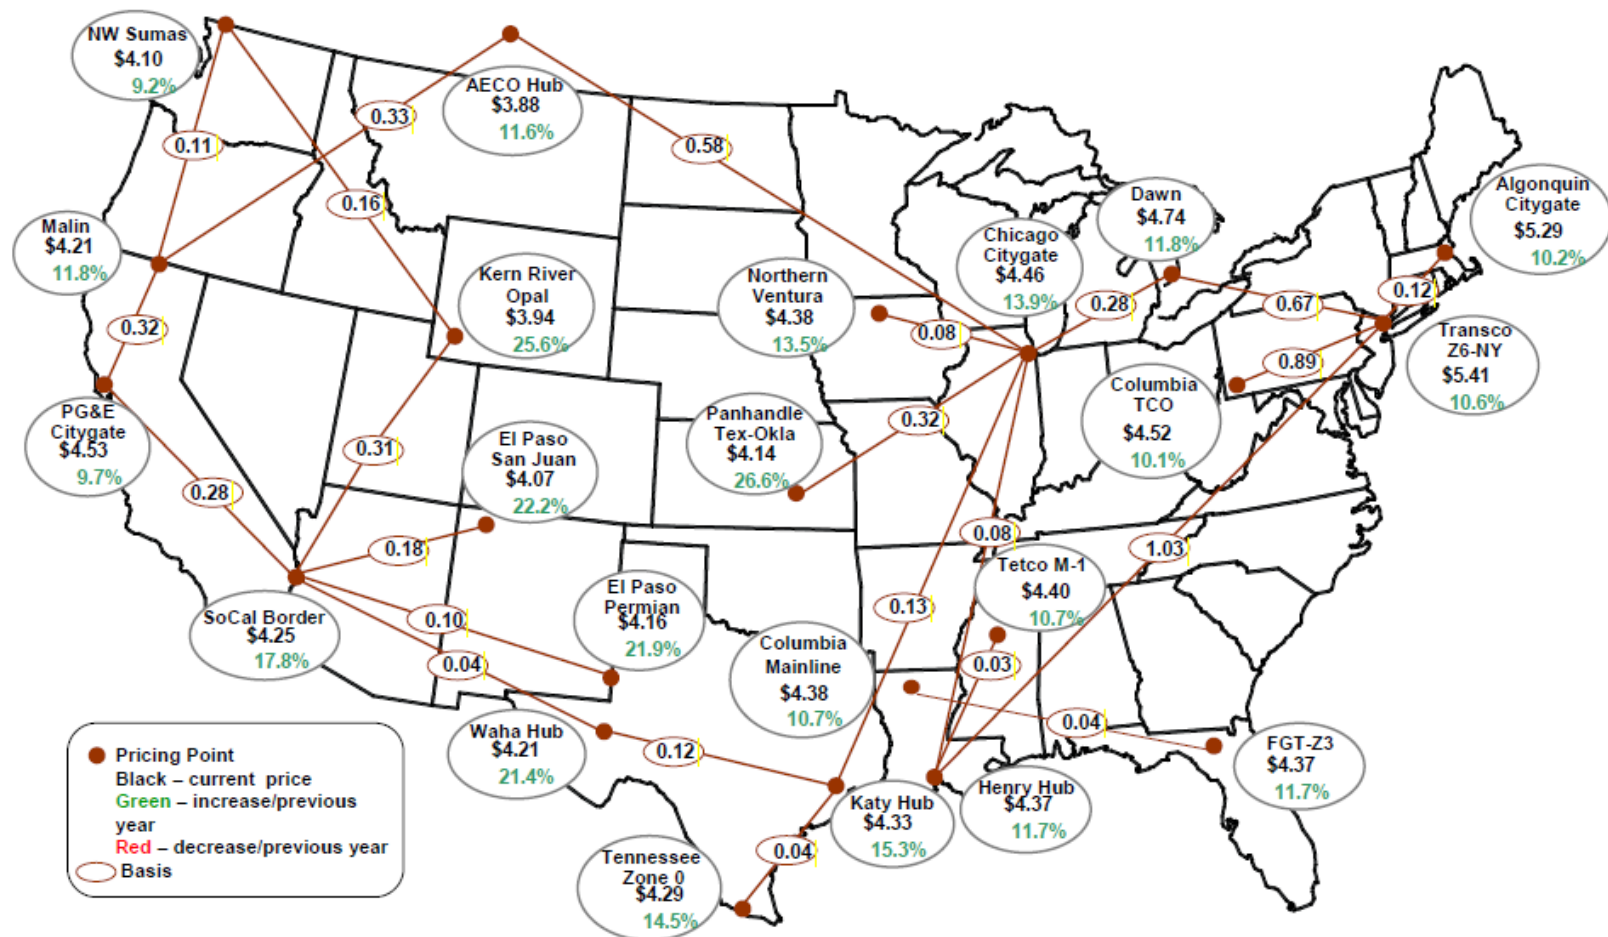 NW Sumas
$4.10
9.2%
AECO Hub
$3.88
11.6%
0.33
0.58
0.11
0.16
Malin
$4.21
11.8%
Kern River
Opal
$3.94
25.6%
Northern
Ventura
$4.38
13.5%
Chicago
Citygate
$4.46
13.9%
Dawn
$4.74
11.8%
Algonquin
Citygate
$5.29
10.2%
0.32
0.08
0.28
0.67
0.12
Transco
Z6-NY
$5.41
10.6%
0.89
PG&E
Citygate
$4.53
9.7%
0.28
0.31
El Paso
San Juan
$4.07
22.2%
Panhandle
Tex-Okla
$4.14
26.6%
0.32
Columbia
TCO
$4.52
10.1%
0.18
0.08
1.03
SoCal Border
$4.25
17.8%
0.10
0.04
El Paso
Permian
$4.16
21.9%
0.13
Tetco M-1
$4.40
10.7%
Columbia
Mainline
$4.38
10.7%
0.03
0.04
Waha Hub
$4.21
21.4%
0.12
Katy Hub
$4.33
15.3%
Henry Hub
$4.37
11.7%
FGT-Z3
$4.37
11.7%
Tennessee
Zone 0
$4.29
14.5%
0.04
Pricing Point
Black – current price
Green – increase/previous
year
Red – decrease/previous year
Basis